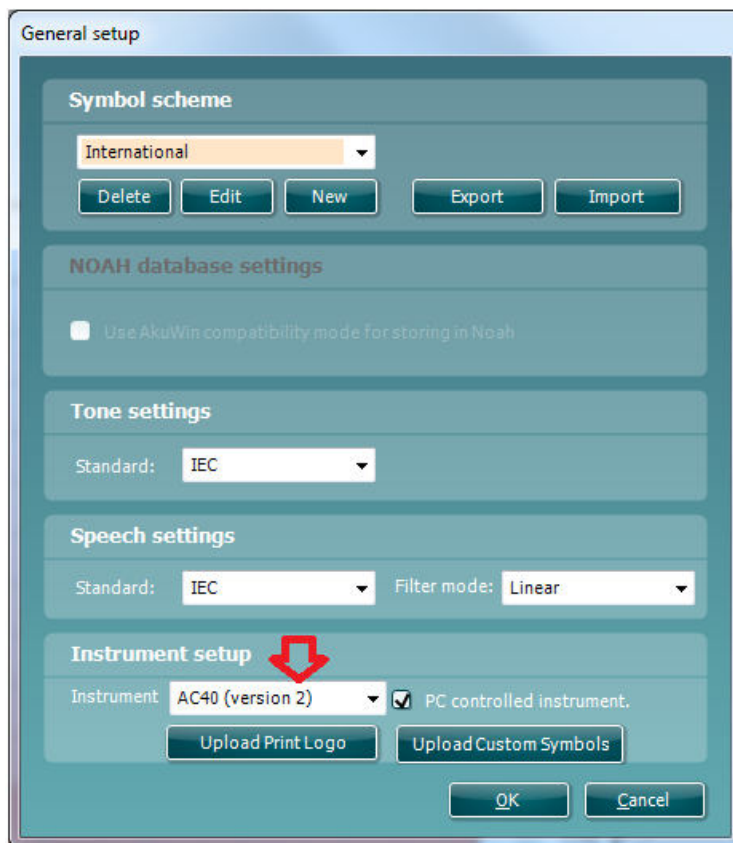 General setup
Symbol scheme
International
Delete Edit New Export Import
NOAH database settings
Use AkuWin compatibility mode for storing in Noah
Tone settings
Standard: IEC
Speech settings
Standard: IEC Filter mode: Linear
Instrument setup
Instrument AC40 (version 2) PC controlled instrument.
Upload Print Logo Upload Custom Symbols
OK Cancel